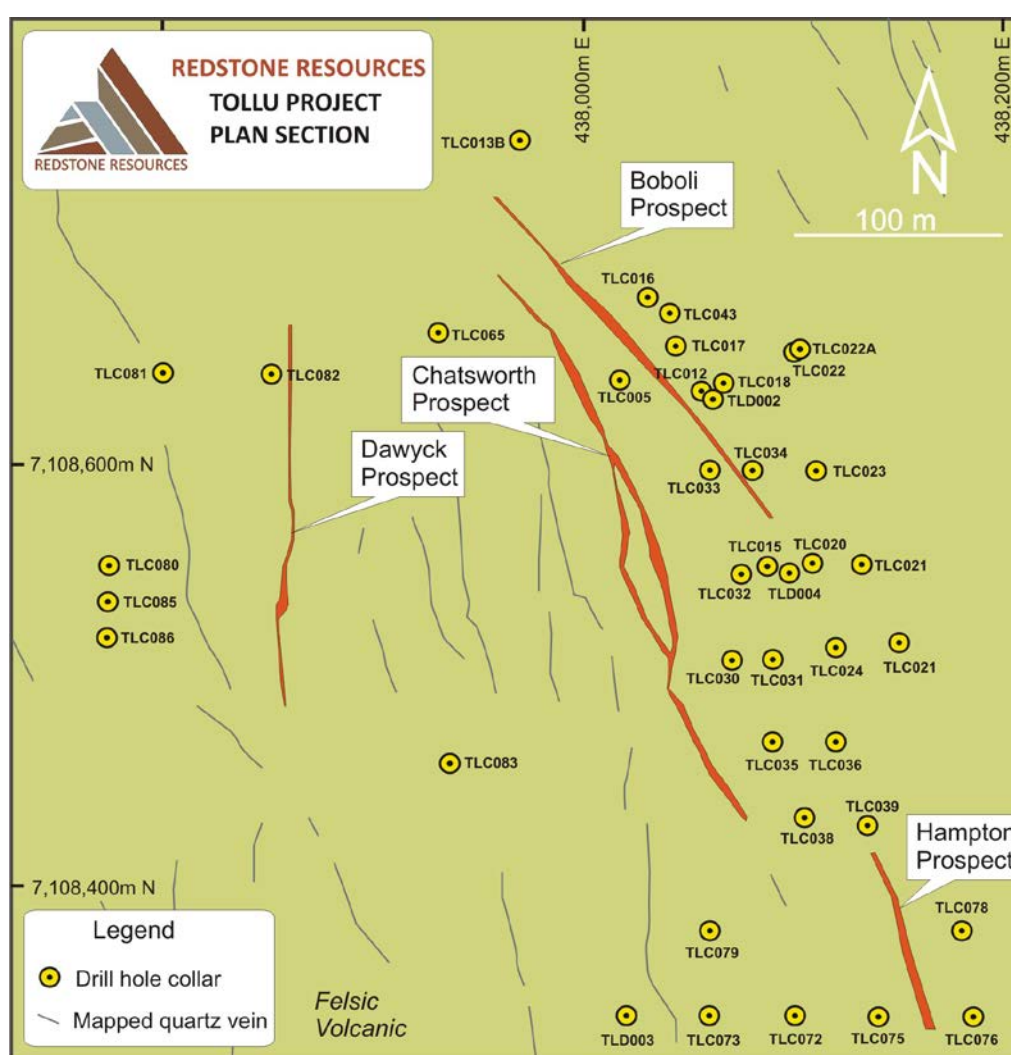 REDSTONE RESOURCES
TOLLU PROJECT
PLAN SECTION
REDSTONE RESOURCES
438,000m E
438,200m E
N
100 m
TLC013B
Boboli
Prospect
TLC016
TLC043
TLC065
TLC017
TLC022A
TLC022
TLC081
TLC082
Chatsworth
Prospect
TLC005
TLC012
TLC018
TLD002
Dawyck
Prospect
7,108,600m N
TLC034
TLC033
TLC023
TLC015
TLC020
TLC080
TLC021
TLC032
TLD004
TLC085
TLC086
TLC030
TLC031
TLC024
TLC021
TLC083
TLC035
TLC036
TLC039
TLC038
Hampton
Prospect
7,108,400m N
TLC078
TLC079
Legend
Drill hole collar
Mapped quartz vein
Felsic
Volcanic
TLD003
TLC073
TLC072
TLC075
TLC076